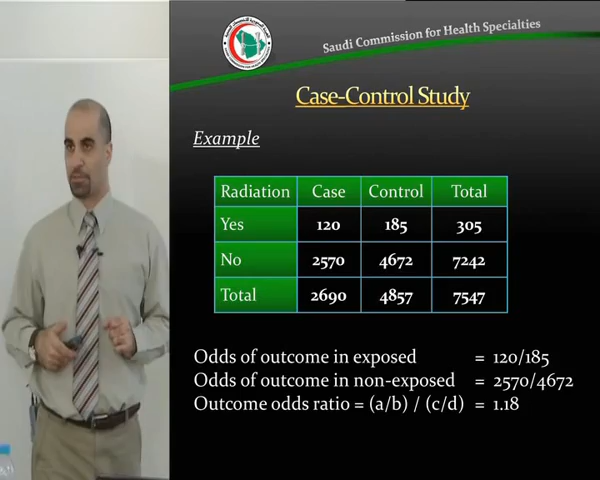 Saudi Commission for Health Specialties
Case-Control Study
Example
Radiation Case Control Total
Yes 120 185 305
No 2570 4672 7242
Total 2690 4857 7547
Odds of outcome in exposed = 120/185
Odds of outcome in non-exposed = 2570/4672
Outcome odds ratio = (a/b) / (c/d) = 1.18